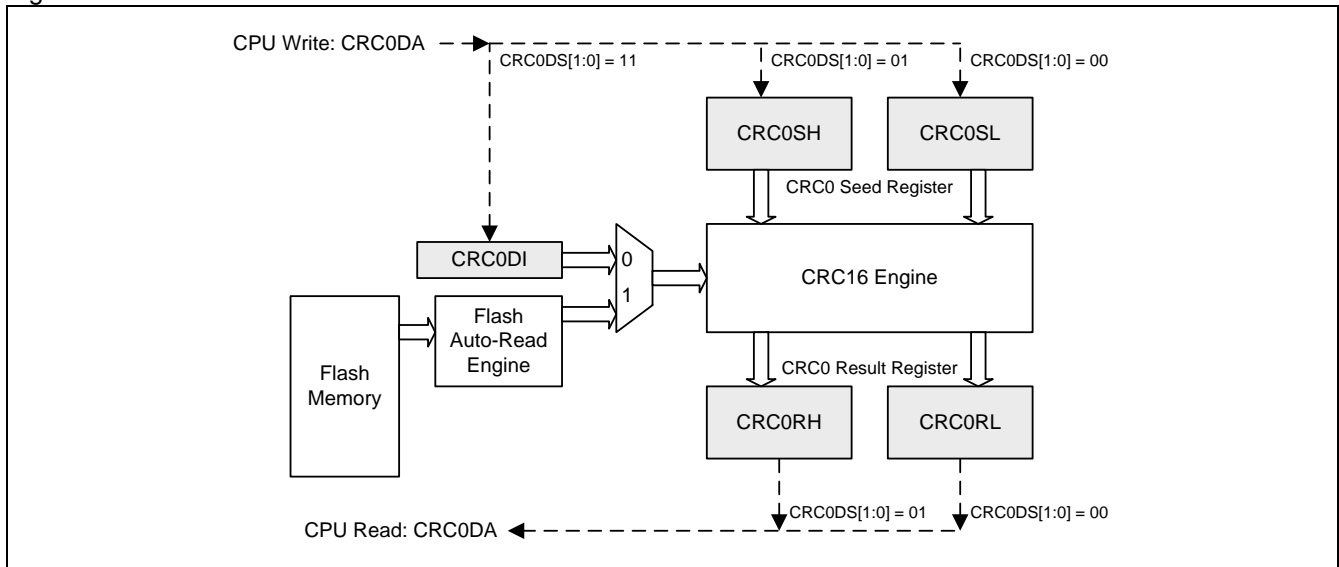 CPU Write: CRC0DA
CRC0DS[1:0] = 11
CRC0DS[1:0] = 01
CRC0DS[1:0] = 00
CRC0SH
CRC0SL
CRC0 Seed Register
CRC0DI
0
1
CRC16 Engine
Flash
Auto-Read
Engine
Flash
Memory
CRC0 Result Register
CRC0RH
CRC0RL
CRC0DS[1:0] = 01
CRC0DS[1:0] = 00
CPU Read: CRC0DA